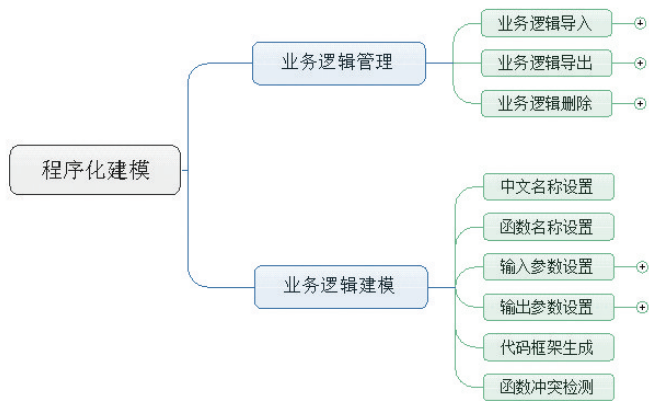 程序化建模
业务逻辑管理
业务逻辑导入
业务逻辑导出
业务逻辑删除
业务逻辑建模
中文名称设置
函数名称设置
输入参数设置
输出参数设置
代码框架生成
函数冲突检测